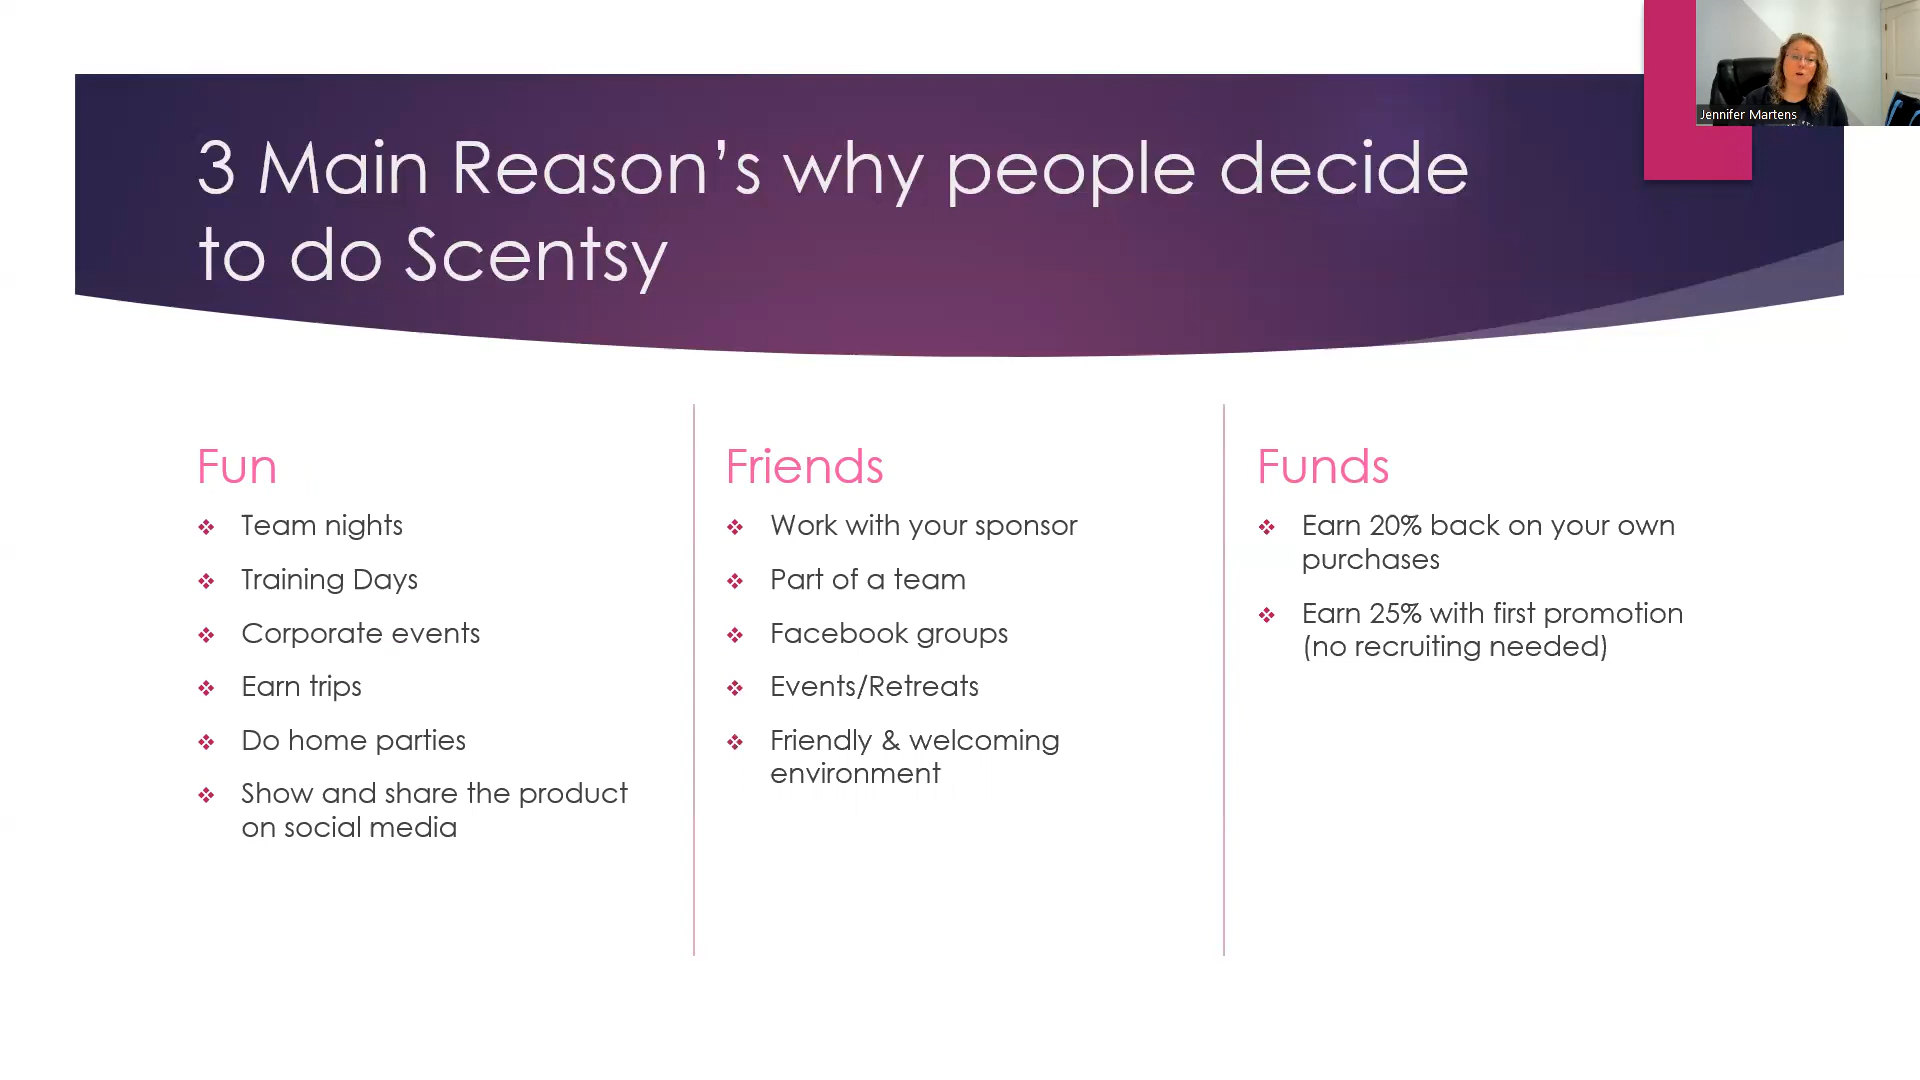 Jennifer Martens
3 Main Reason’s why people decide
to do Scentsy
Fun
Team nights
Training Days
Corporate events
Earn trips
Do home parties
Show and share the product
on social media
Friends
Work with your sponsor
Part of a team
Facebook groups
Events/Retreats
Friendly & welcoming
environment
Funds
Earn 20% back on your own
purchases
Earn 25% with first promotion
(no recruiting needed)